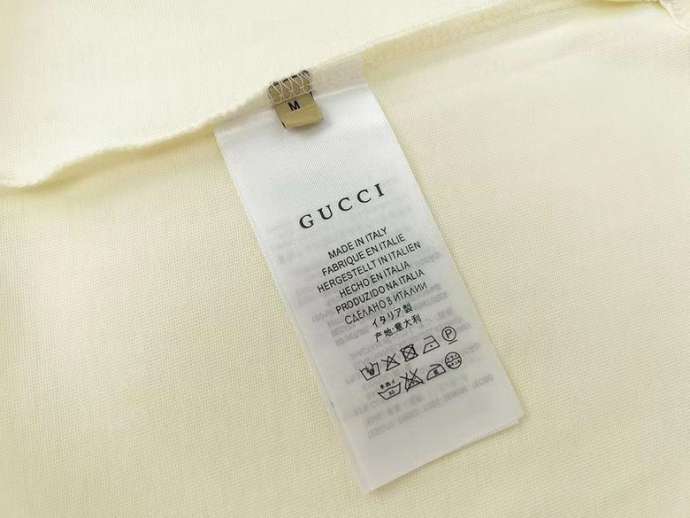 M
GUCCI
MADE IN ITALY
FABRIQUE EN ITALIE
HERGESTELLT IN ITALIEN
HECHO EN ITALIA
PRODUZIDO NA ITALIA
СДЕЛАНО В ИТАЛИИ
イタリア製
产地:意大利
P